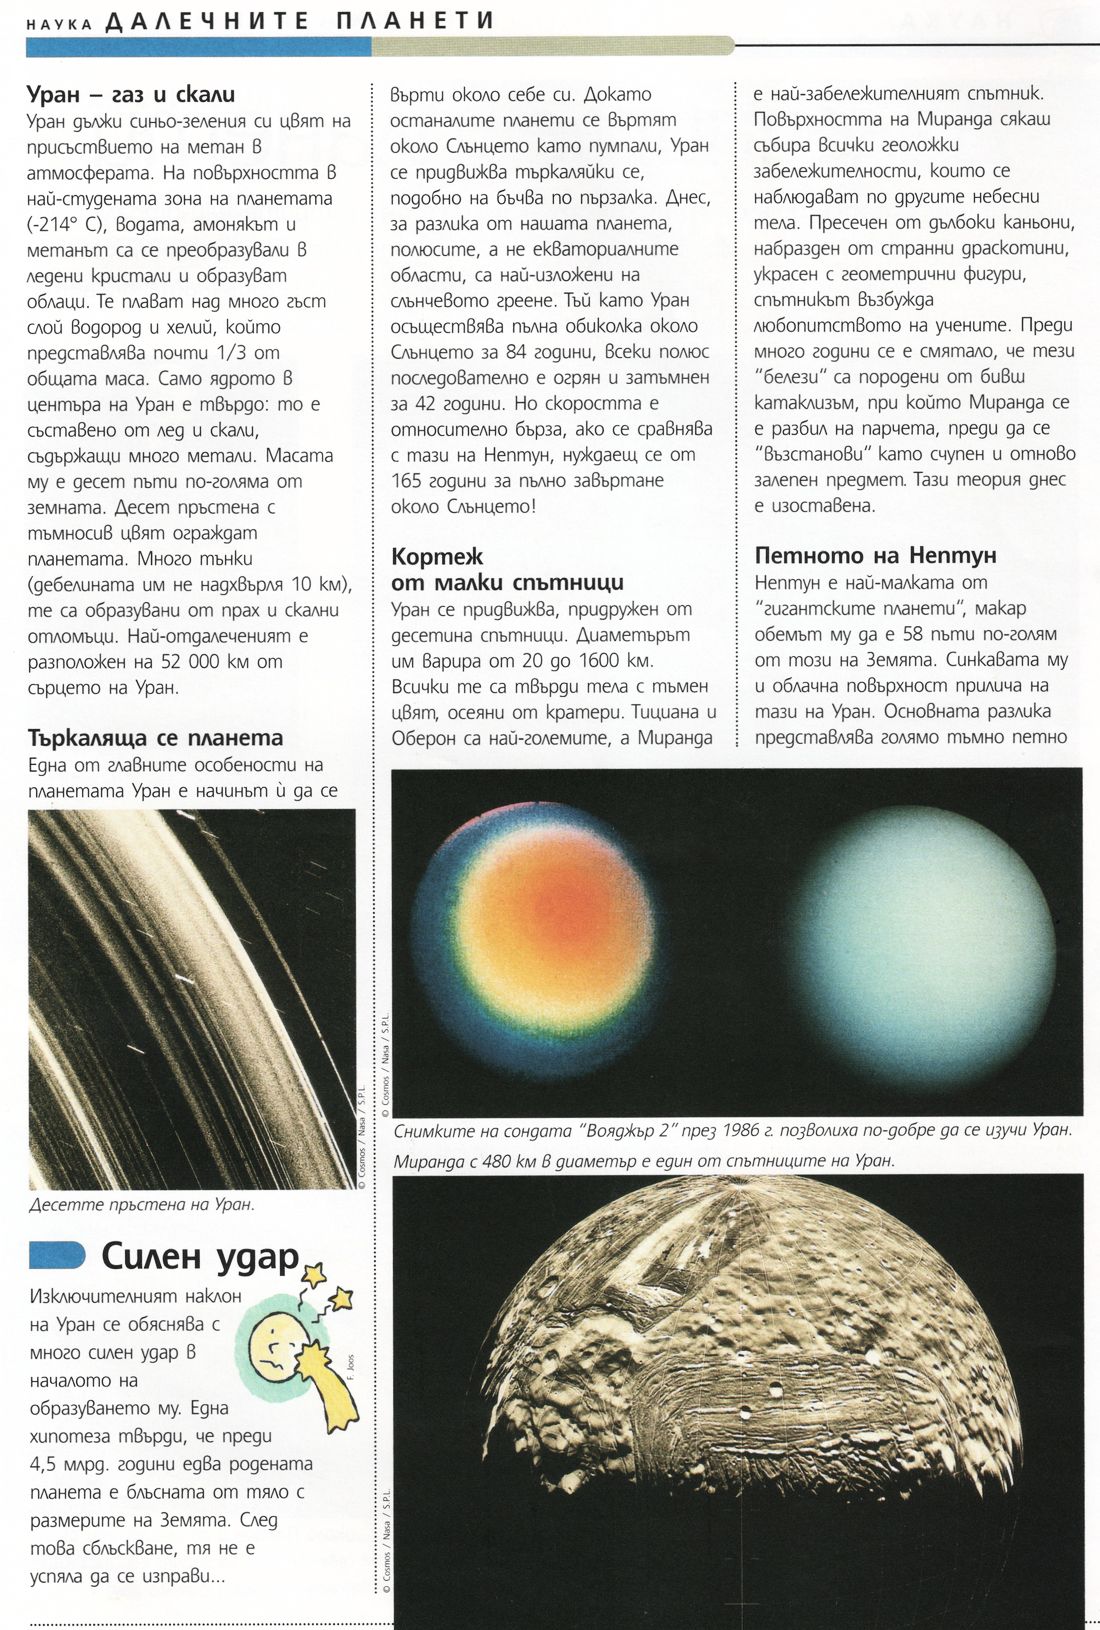 НАУКА ДАЛЕЧНИТЕ ПЛАНЕТИ
Уран – газ и скали
Уран дължи синьо-зеления си цвят на
присъствието на метан в
атмосферата. На повърхността в
най-студената зона на планетата
(-214° С), водата, амонякът и
метанът са се преобразували в
ледени кристали и образуват
облаци. Те плават над много гъст
слой водород и хелий, който
представлява почти 1/3 от
общата маса. Само ядрото в
центъра на Уран е твърдо: то е
съставено от лед и скали,
съдържащи много метали. Масата
му е десет пъти по-голяма от
земната. Десет пръстена с
тъмносив цвят ограждат
планетата. Много тънки
(дебелината им не надхвърля 10 км),
те са образувани от прах и скални
отломъци. Най-отдалеченият е
разположен на 52 000 км от
сърцето на Уран.
Търкаляща се планета
Една от главните особености на
планетата Уран е начинът ѝ да се
върти около себе си. Докато
останалите планети се въртят
около Слънцето като пумпали, Уран
се придвижва търкаляйки се,
подобно на бъчва по пързалка. Днес,
за разлика от нашата планета,
полюсите, а не екваториалните
области, са най-изложени на
слънчевото греене. Тъй като Уран
осъществява пълна обиколка около
Слънцето за 84 години, всеки полюс
последователно е огрян и затъмнен
за 42 години. Но скоростта е
относително бърза, ако се сравнява
с тази на Нептун, нуждаещ се от
165 години за пълно завъртане
около Слънцето!
Кортеж
от малки спътници
Уран се придвижва, придружен от
десетина спътници. Диаметърът
им варира от 20 до 1600 км.
Всички те са твърди тела с тъмен
цвят, осеяни от кратери. Тициана и
Оберон са най-големите, а Миранда
е най-забележителният спътник.
Повърхността на Миранда сякаш
събира всички геоложки
забележителности, които се
наблюдават по другите небесни
тела. Пресечен от дълбоки каньони,
набразден от странни драскотини,
украсен с геометрични фигури,
спътникът възбужда
любопитството на учените. Преди
много години се е смятало, че тези
"белези" са породени от бивш
катаклизъм, при който Миранда се
е разбил на парчета, преди да се
"възстанови" като счупен и отново
залепен предмет. Тази теория днес
е изоставена.
Петното на Нептун
Нептун е най-малката от
"гигантските планети", макар
обемът му да е 58 пъти по-голям
от този на Земята. Синкавата му
и облачна повърхност прилича на
тази на Уран. Основната разлика
представлява голямо тъмно петно
© Cosmos / Nasa / S.P.L.
Десетте пръстена на Уран.
© Cosmos / Nasa / S.P.L.
Снимките на сондата "Вояджър 2" през 1986 г. позволиха по-добре да се изучи Уран.
Миранда с 480 км в диаметър е един от спътниците на Уран.
© Cosmos / Nasa / S.P.L.
Силен удар
Изключителният наклон
на Уран се обяснява с
много силен удар в
началото на
образуването му. Една
хипотеза твърди, че преди
4,5 млрд. години едва родената
планета е блъсната от тяло с
размерите на Земята. След
това сблъскване, тя не е
успяла да се изправи...
F. Joos